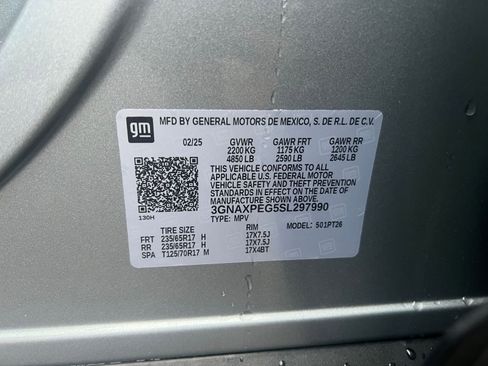 gm
MFD BY GENERAL MOTORS DE MEXICO, S. DE R.L. DE C.V.
02/25 GVWR GAWR FRT GAWR RR
2200 KG 1175 KG 1200 KG
4850 LB 2590 LB 2645 LB
THIS VEHICLE CONFORMS TO ALL
APPLICABLE U.S. FEDERAL MOTOR
VEHICLE SAFETY AND THEFT PREVENTION
STANDARDS IN EFFECT ON THE DATE OF
MANUFACTURE SHOWN ABOVE.
130H 3GNAXPEG5SL297990
TYPE: MPV
TIRE SIZE RIM MODEL: 501PT26
FRT 235/65R17 H 17X7.5J
RR 235/65R17 H 17X7.5J
SPA T125/70R17 M 17X4BT